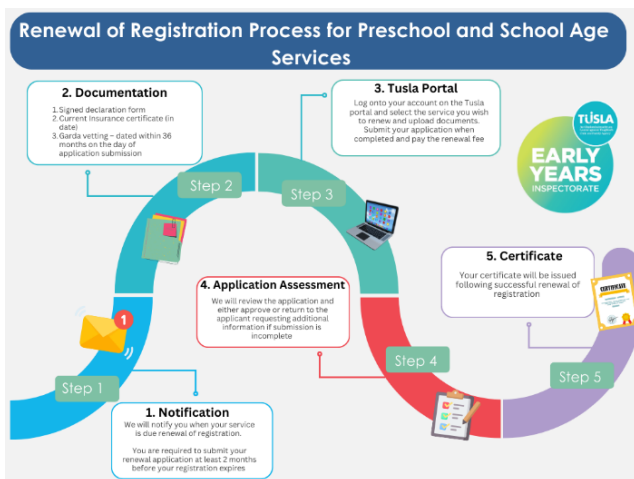 Renewal of Registration Process for Preschool and School Age
Services
2. Documentation
1. Signed declaration form
2. Current Insurance certificate (in
date)
3. Garda vetting – dated within 36
months on the day of
application submission
3. Tusla Portal
Log onto your account on the Tusla
portal and select the service you wish
to renew and upload documents.
Submit your application when
completed and pay the renewal fee
TUSLA
EARLY
YEARS
INSPECTORATE
Step 2
Step 3
5. Certificate
Your certificate will be issued
following successful renewal of
registration
CERTIFICATE
4. Application Assessment
We will review the application and
either approve or return to the
applicant requesting additional
information if submission is
incomplete
1
Step 1
Step 4
Step 5
1. Notification
We will notify you when your service
is due renewal of registration.
You are required to submit your
renewal application at least 2 months
before your registration expires